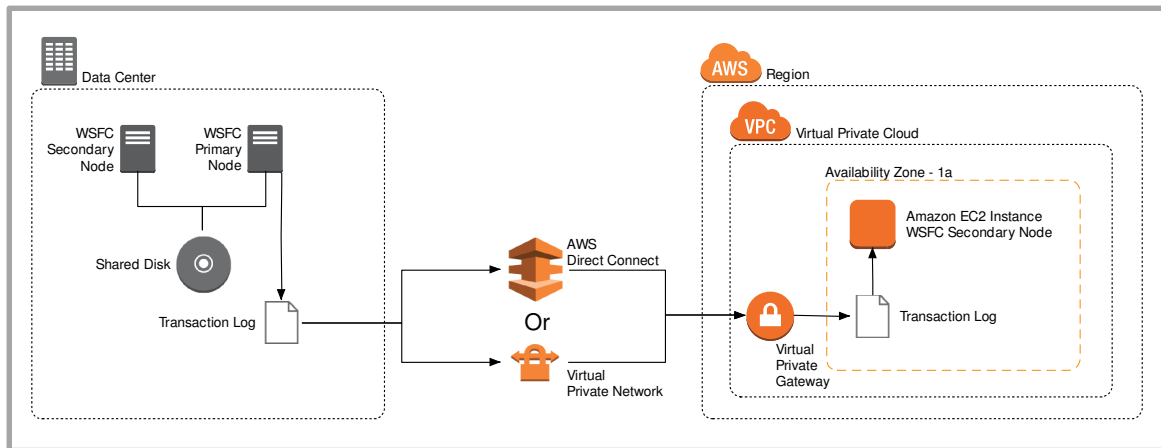 Data Center
WSFC
Secondary
Node
WSFC
Primary
Node
Shared Disk
Transaction Log
AWS
Direct Connect
Or
Virtual
Private Network
AWS
Region
VPC
Virtual Private Cloud
Availability Zone - 1a
Amazon EC2 Instance
WSFC Secondary Node
Transaction Log
Virtual
Private
Gateway